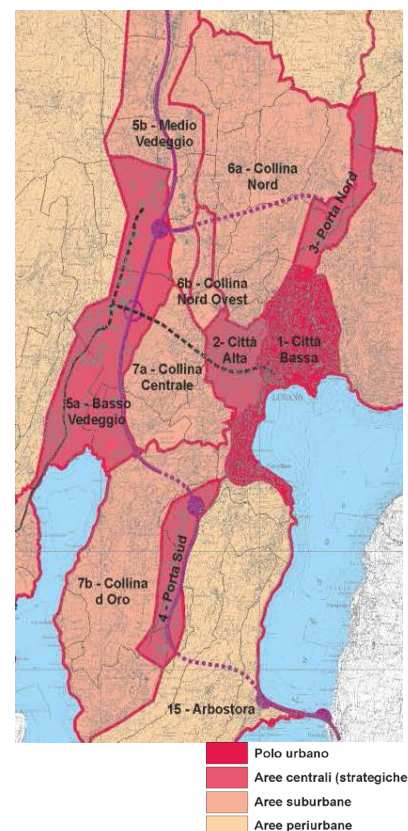 5b - Medio
Vedeggio
6a - Collina
Nord
3- Porta Nord
6b - Collina
Nord Ovest
2- Città
Alta
1- Città
Bassa
7a - Collina
Centrale
5a - Basso
Vedeggio
LUGANO
7b - Collina
d Oro
4 - Porta Sud
15 - Arbostora
Polo urbano
Aree centrali (strategiche
Aree suburbane
Aree periurbane